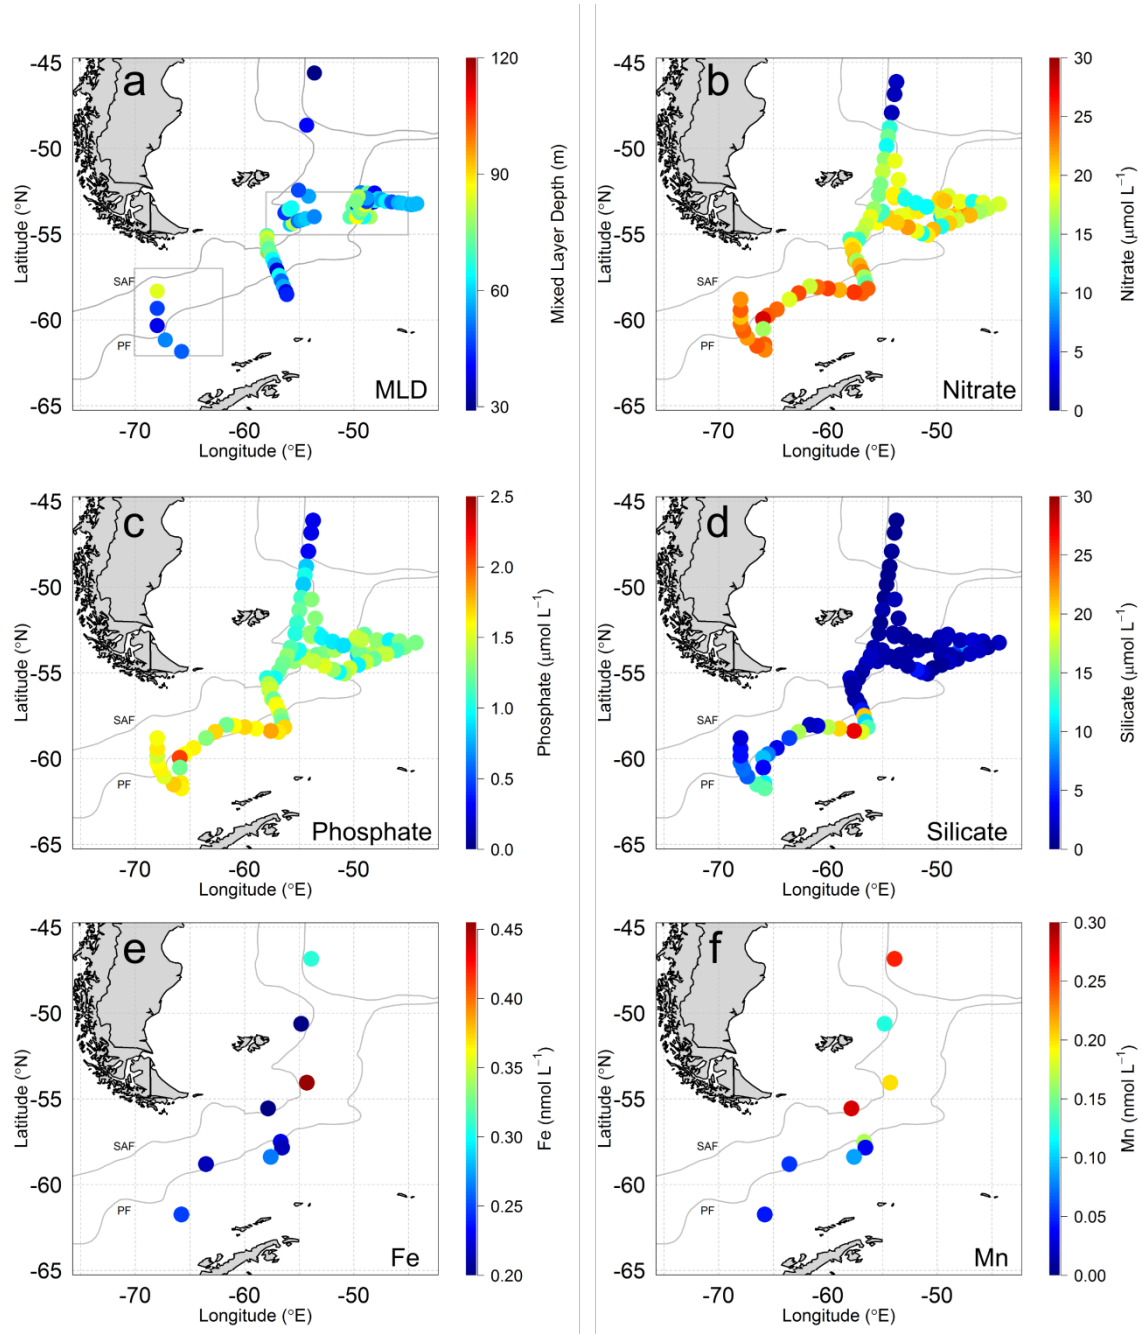 a
-45
-50
-55
-60
-65
Latitude (°N)
SAF
PF
MLD
-70 -60 -50
Longitude (°E)
120
90
60
30
Mixed Layer Depth (m)
b
-45
-50
-55
-60
-65
Latitude (°N)
SAF
PF
Nitrate
-70 -60 -50
Longitude (°E)
30
25
20
15
10
5
0
Nitrate (µmol L⁻¹)
c
-45
-50
-55
-60
-65
Latitude (°N)
SAF
PF
Phosphate
-70 -60 -50
Longitude (°E)
2.5
2.0
1.5
1.0
0.5
0.0
Phosphate (µmol L⁻¹)
d
-45
-50
-55
-60
-65
Latitude (°N)
SAF
PF
Silicate
-70 -60 -50
Longitude (°E)
30
25
20
15
10
5
0
Silicate (µmol L⁻¹)
e
-45
-50
-55
-60
-65
Latitude (°N)
SAF
PF
Fe
-70 -60 -50
Longitude (°E)
0.45
0.40
0.35
0.30
0.25
0.20
Fe (nmol L⁻¹)
f
-45
-50
-55
-60
-65
Latitude (°N)
SAF
PF
Mn
-70 -60 -50
Longitude (°E)
0.30
0.25
0.20
0.15
0.10
0.05
0.00
Mn (nmol L⁻¹)